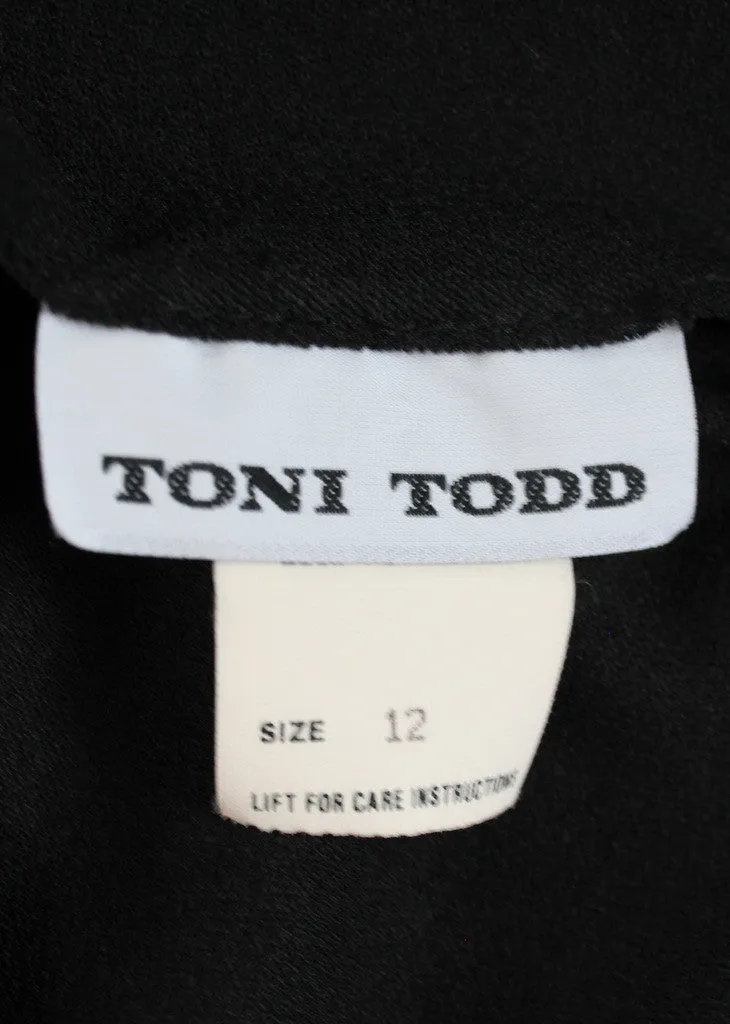 TONI TODD
SIZE 12
LIFT FOR CARE INSTRUCTIONS